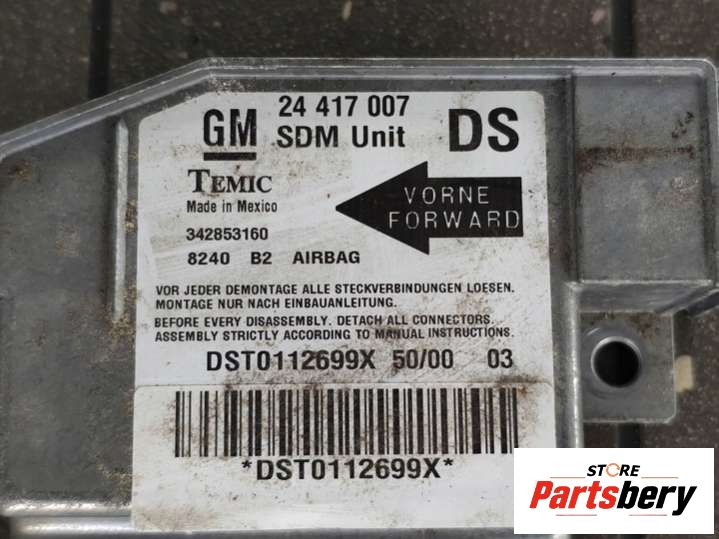 24 417 007
GM SDM Unit DS
TEMIC
Made in Mexico
VORNE
FORWARD
342853160
8240 B2 AIRBAG
VOR JEDER DEMONTAGE ALLE STECKVERBINDUNGEN LOESEN.
MONTAGE NUR NACH EINBAUANLEITUNG.
BEFORE EVERY DISASSEMBLY. DETACH ALL CONNECTORS.
ASSEMBLY STRICTLY ACCORDING TO MANUAL INSTRUCTIONS.
DST0112699X 50/00 03
*DST0112699X*
STORE
Partsbery